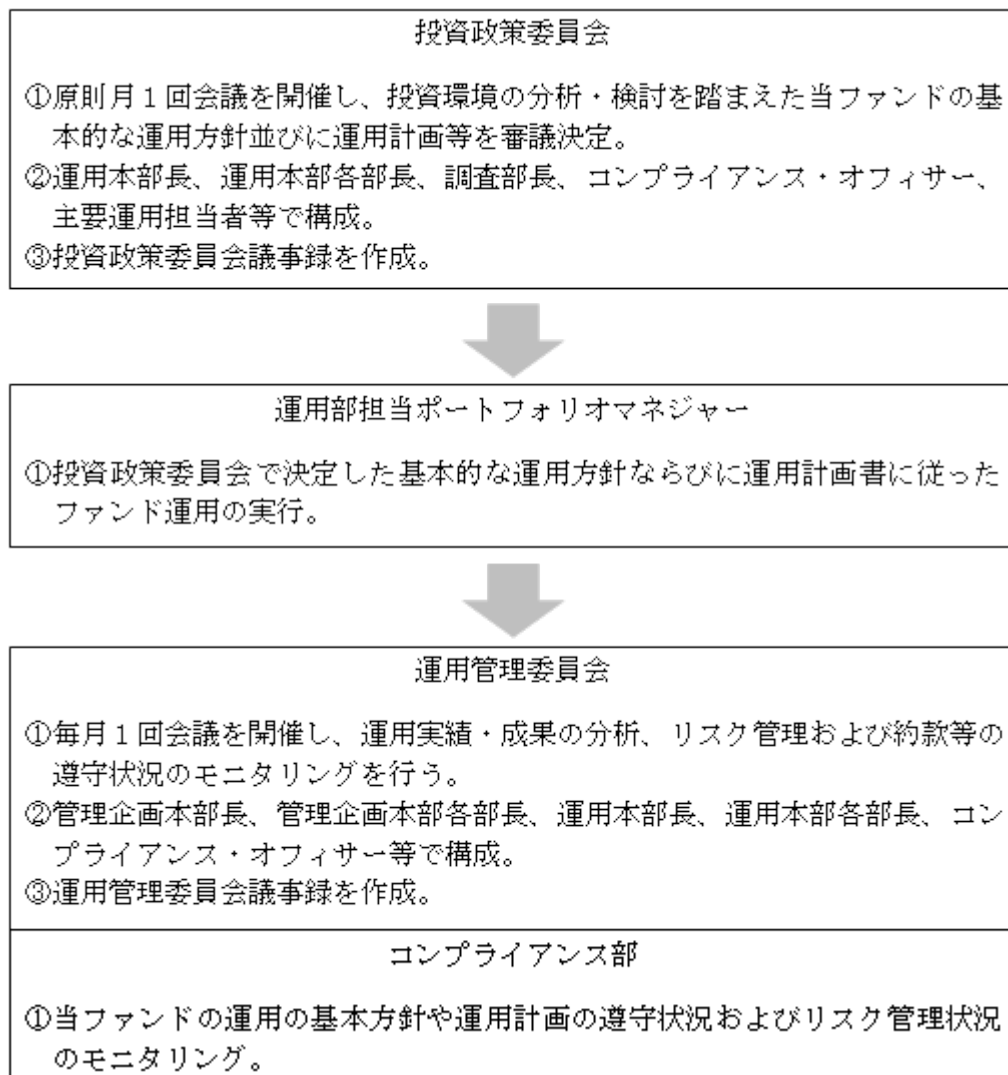 投資政策委員会
①原則月１回会議を開催し、投資環境の分析・検討を踏まえた当ファンドの基
本的な運用方針並びに運用計画等を審議決定。
②運用本部長、運用本部各部長、調査部長、コンプライアンス・オフィサー、
主要運用担当者等で構成。
③投資政策委員会議事録を作成。
運用部担当ポートフォリオマネジャー
①投資政策委員会で決定した基本的な運用方針ならびに運用計画書に従った
ファンド運用の実行。
運用管理委員会
①毎月１回会議を開催し、運用実績・成果の分析、リスク管理および約款等の
遵守状況のモニタリングを行う。
②管理企画本部長、管理企画本部各部長、運用本部長、運用本部各部長、コン
プライアンス・オフィサー等で構成。
③運用管理委員会議事録を作成。
コンプライアンス部
①当ファンドの運用の基本方針や運用計画の遵守状況およびリスク管理状況
のモニタリング。